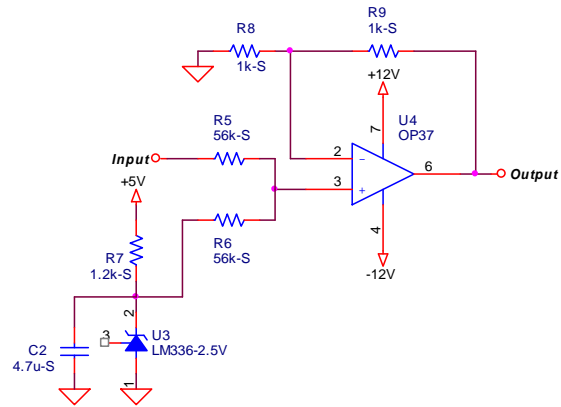 R8
1k-S
R9
1k-S
+12V
U4
OP37
7
R5
56k-S
Input
2
6
Output
3
+5V
R6
56k-S
4
-12V
R7
1.2k-S
2
3
U3
LM336-2.5V
C2
4.7u-S
1